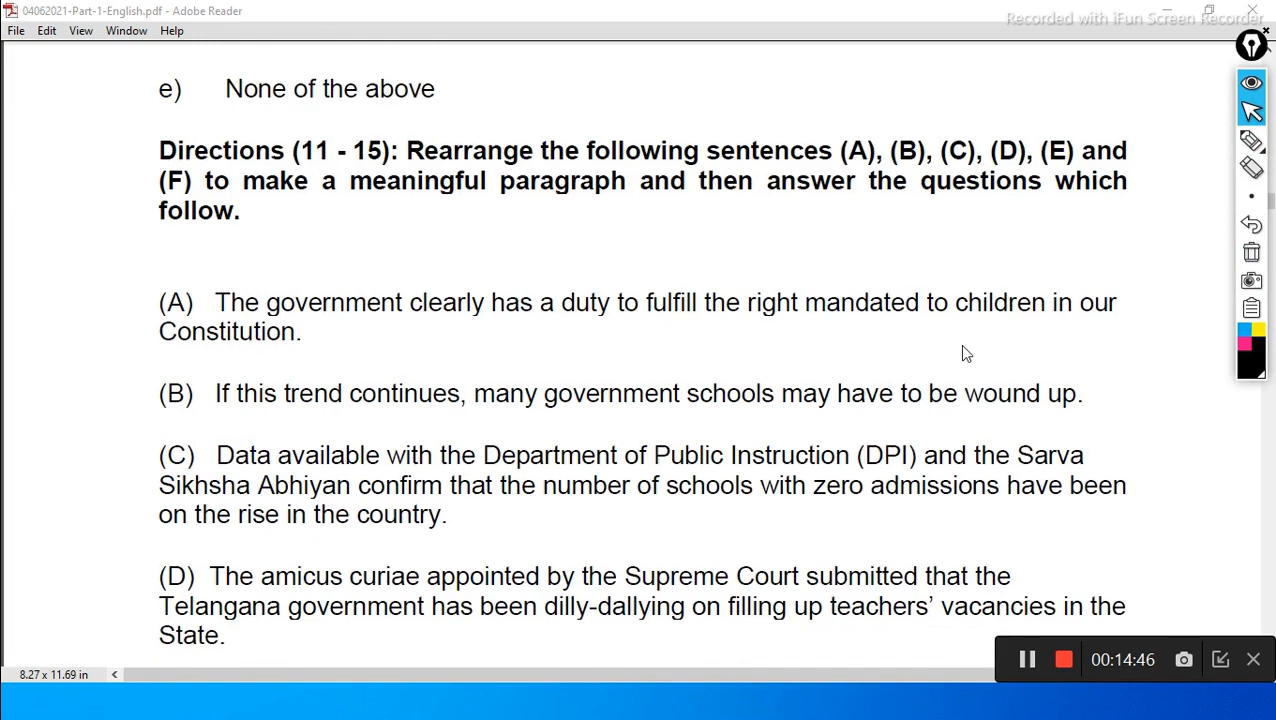 04062021-Part-1-English.pdf - Adobe Reader
Recorded with iFun Screen Recorder
File Edit View Window Help
e) None of the above
Directions (11 - 15): Rearrange the following sentences (A), (B), (C), (D), (E) and
(F) to make a meaningful paragraph and then answer the questions which
follow.
(A) The government clearly has a duty to fulfill the right mandated to children in our
Constitution.
(B) If this trend continues, many government schools may have to be wound up.
(C) Data available with the Department of Public Instruction (DPI) and the Sarva
Sikhsha Abhiyan confirm that the number of schools with zero admissions have been
on the rise in the country.
(D) The amicus curiae appointed by the Supreme Court submitted that the
Telangana government has been dilly-dallying on filling up teachers’ vacancies in the
State.
00:14:46
8.27 x 11.69 in